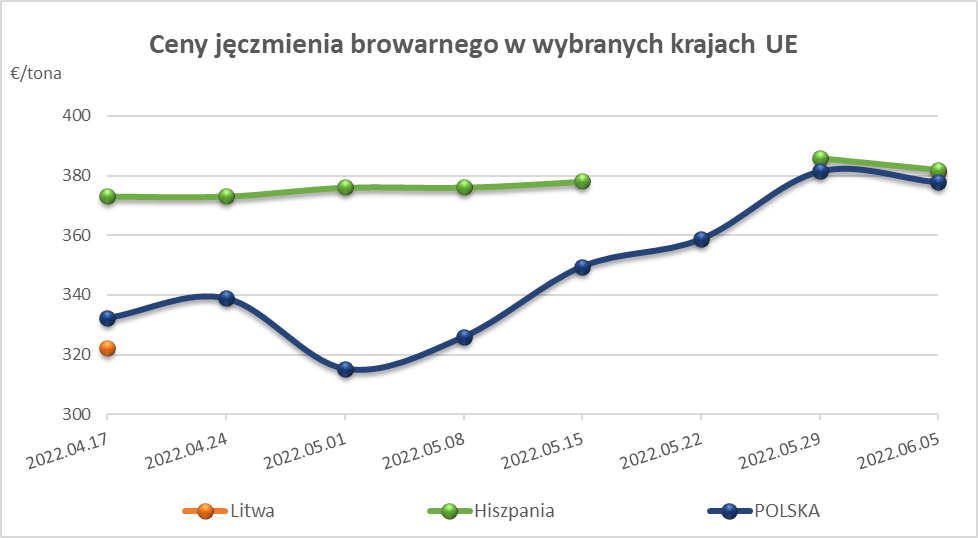 Ceny jęczmienia browarnego w wybranych krajach UE
€/tona
400
380
360
340
320
300
2022.04.17 2022.04.24 2022.05.01 2022.05.08 2022.05.15 2022.05.22 2022.05.29 2022.06.05
Litwa Hiszpania POLSKA